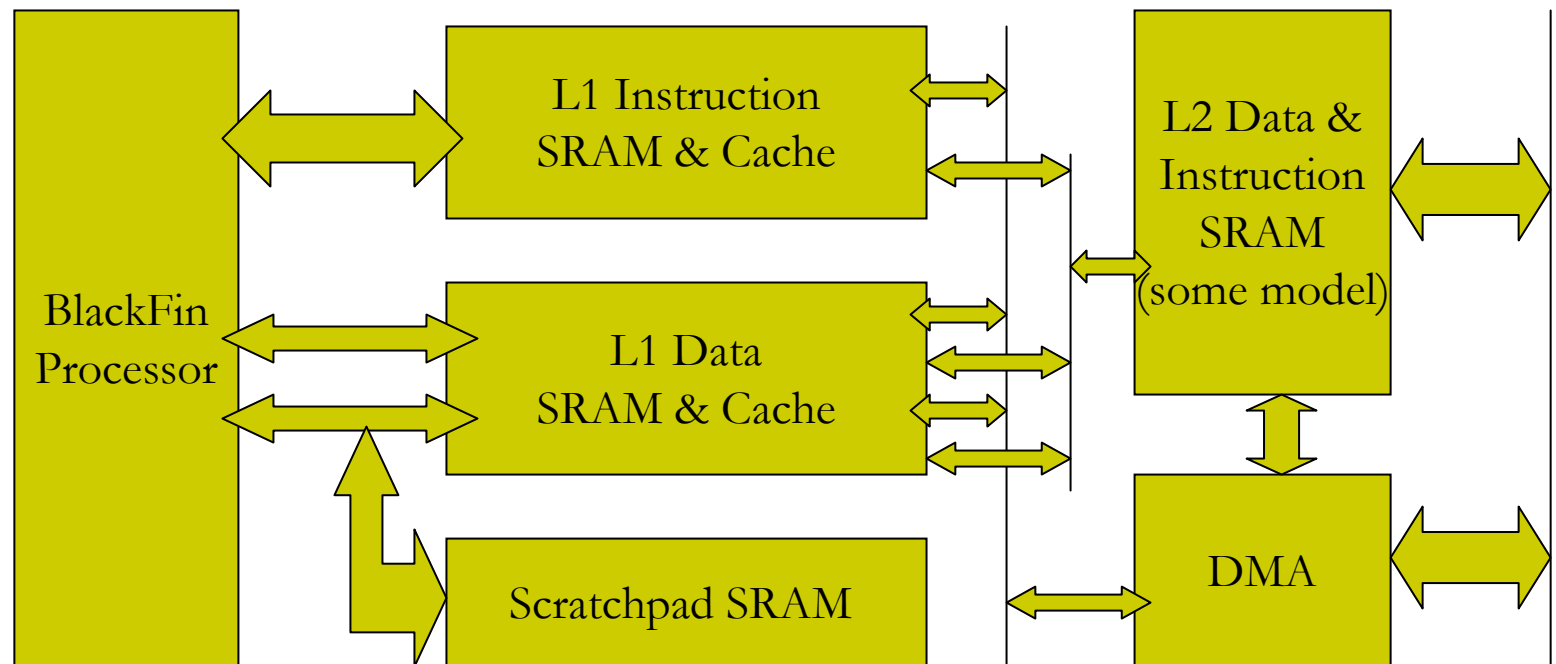 BlackFin
Processor
L1 Instruction
SRAM & Cache
L1 Data
SRAM & Cache
Scratchpad SRAM
L2 Data &
Instruction
SRAM
(some model)
DMA